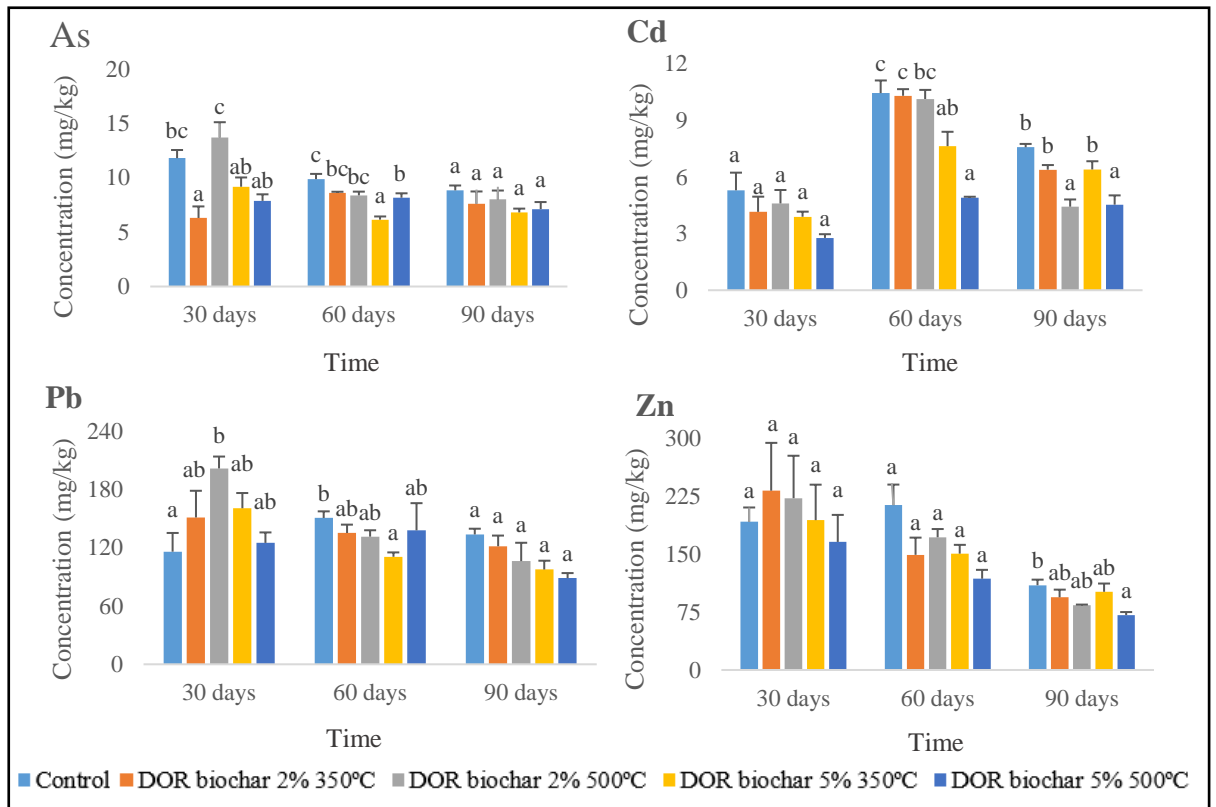 As
Concentration (mg/kg)
20
15
10
5
0
bc
a
c
ab
ab
c
bc
bc
a
b
a
a
a
a
a
30 days
60 days
90 days
Time
Cd
Concentration (mg/kg)
12
9
6
3
0
a
a
a
a
a
c
c
bc
ab
a
b
b
a
b
a
30 days
60 days
90 days
Time
Pb
Concentration (mg/kg)
240
180
120
60
0
a
ab
b
ab
ab
b
ab
ab
a
ab
a
a
a
a
a
30 days
60 days
90 days
Time
Zn
Concentration (mg/kg)
300
225
150
75
0
a
a
a
a
a
a
a
a
a
a
b
ab
ab
ab
a
30 days
60 days
90 days
Time
Control DOR biochar 2% 350ºC DOR biochar 2% 500ºC DOR biochar 5% 350ºC DOR biochar 5% 500ºC